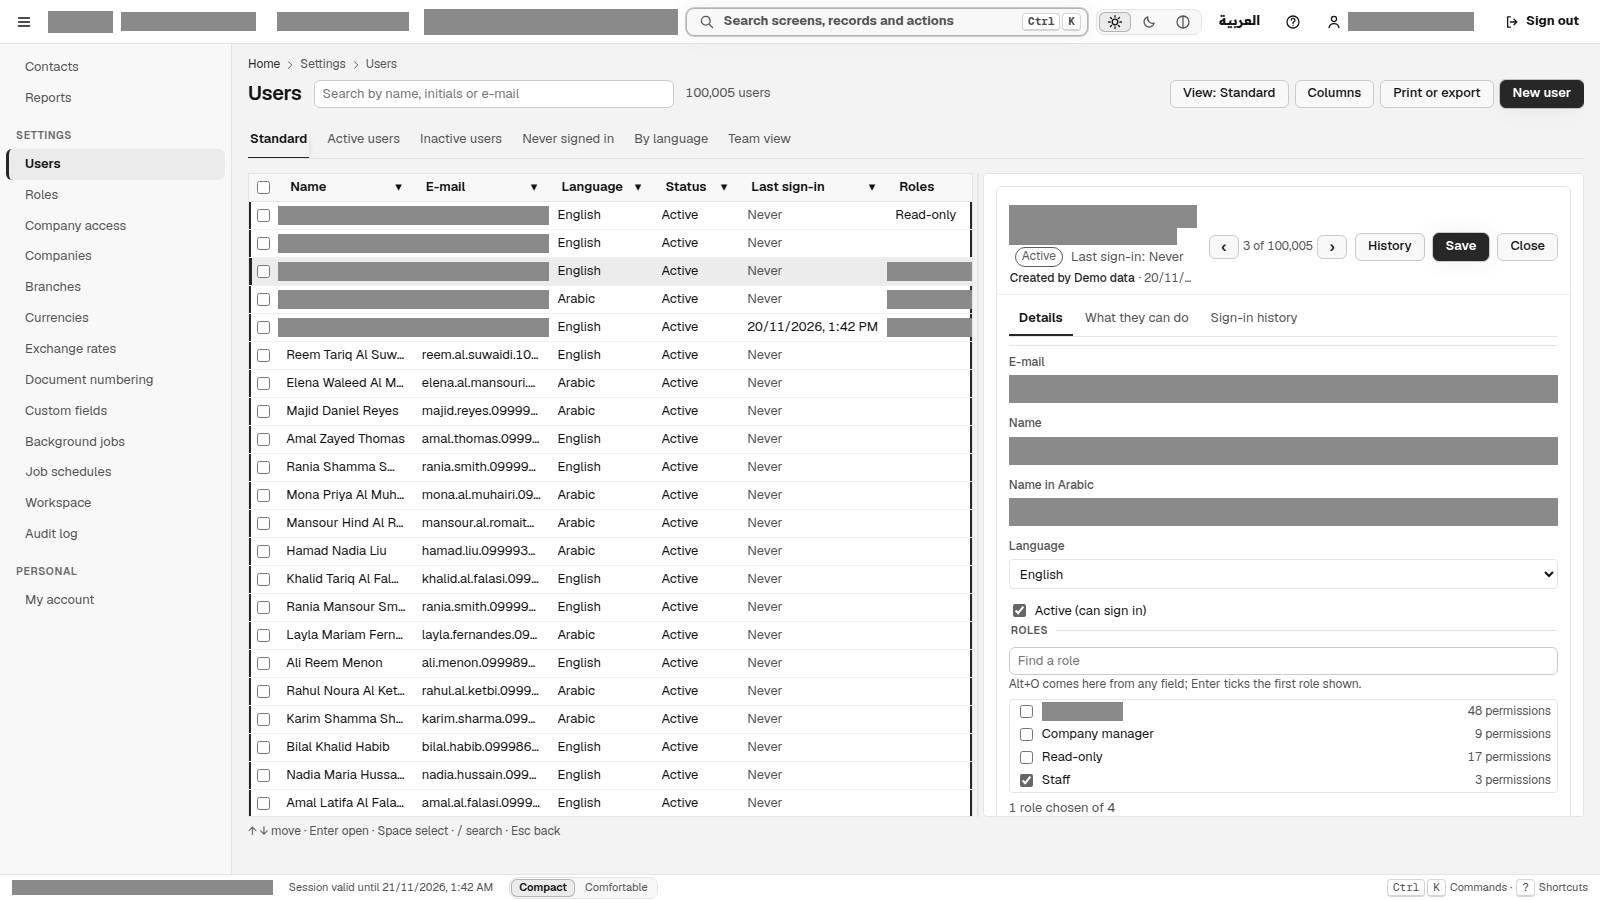 Search screens, records and actions Ctrl K العربية Sign out
Contacts
Reports
SETTINGS
Users
Roles
Company access
Companies
Branches
Currencies
Exchange rates
Document numbering
Custom fields
Background jobs
Job schedules
Workspace
Audit log
PERSONAL
My account
Home > Settings > Users
Users Search by name, initials or e-mail 100,005 users View: Standard Columns Print or export New user
Standard Active users Inactive users Never signed in By language Team view
Name E-mail Language Status Last sign-in Roles
English Active Never Read-only
English Active Never
English Active Never
Arabic Active Never
English Active 20/11/2026, 1:42 PM
Reem Tariq Al Suw... reem.al.suwaidi.10... English Active Never
Elena Waleed Al M... elena.al.mansouri.... Arabic Active Never
Majid Daniel Reyes majid.reyes.09999... Arabic Active Never
Amal Zayed Thomas amal.thomas.0999... English Active Never
Rania Shamma S... rania.smith.09999... English Active Never
Mona Priya Al Muh... mona.al.muhairi.09... Arabic Active Never
Mansour Hind Al R... mansour.al.romait... Arabic Active Never
Hamad Nadia Liu hamad.liu.099993... Arabic Active Never
Khalid Tariq Al Fal... khalid.al.falasi.099... English Active Never
Rania Mansour Sm... rania.smith.09999... English Active Never
Layla Mariam Fern... layla.fernandes.09... Arabic Active Never
Ali Reem Menon ali.menon.099989... English Active Never
Rahul Noura Al Ket... rahul.al.ketbi.0999... Arabic Active Never
Karim Shamma Sh... karim.sharma.099... Arabic Active Never
Bilal Khalid Habib bilal.habib.099986... English Active Never
Nadia Maria Hussa... nadia.hussain.099... English Active Never
Amal Latifa Al Fala... amal.al.falasi.0999... English Active Never
↑↓ move · Enter open · Space select · / search · Esc back
Active Last sign-in: Never
Created by Demo data · 20/11/...
‹ 3 of 100,005 › History Save Close
Details What they can do Sign-in history
E-mail
Name
Name in Arabic
Language
English
Active (can sign in)
ROLES
Find a role
Alt+O comes here from any field; Enter ticks the first role shown.
48 permissions
Company manager 9 permissions
Read-only 17 permissions
Staff 3 permissions
1 role chosen of 4
Session valid until 21/11/2026, 1:42 AM Compact Comfortable Ctrl K Commands · ? Shortcuts